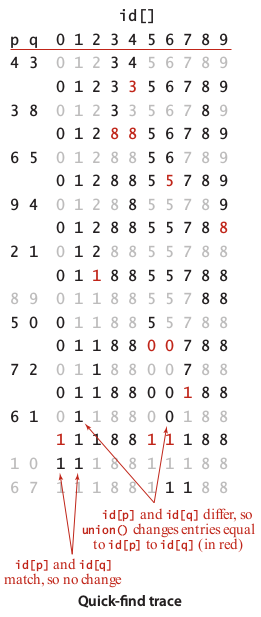 id[]
p q 0 1 2 3 4 5 6 7 8 9
4 3 0 1 2 3 4 5 6 7 8 9
0 1 2 3 3 5 6 7 8 9
3 8 0 1 2 3 3 5 6 7 8 9
0 1 2 8 8 5 6 7 8 9
6 5 0 1 2 8 8 5 6 7 8 9
0 1 2 8 8 5 5 7 8 9
9 4 0 1 2 8 8 5 5 7 8 9
0 1 2 8 8 5 5 7 8 8
2 1 0 1 2 8 8 5 5 7 8 8
0 1 1 8 8 5 5 7 8 8
8 9 0 1 1 8 8 5 5 7 8 8
5 0 0 1 1 8 8 5 5 7 8 8
0 1 1 8 8 0 0 7 8 8
7 2 0 1 1 8 8 0 0 7 8 8
0 1 1 8 8 0 0 1 8 8
6 1 0 1 1 8 8 0 0 1 8 8
1 1 1 8 8 1 1 1 8 8
1 0 1 1 1 8 8 1 1 1 8 8
6 7 1 1 1 8 8 1 1 1 8 8
id[p] and id[q] differ, so
union() changes entries equal
to id[p] to id[q] (in red)
id[p] and id[q]
match, so no change
Quick-find trace